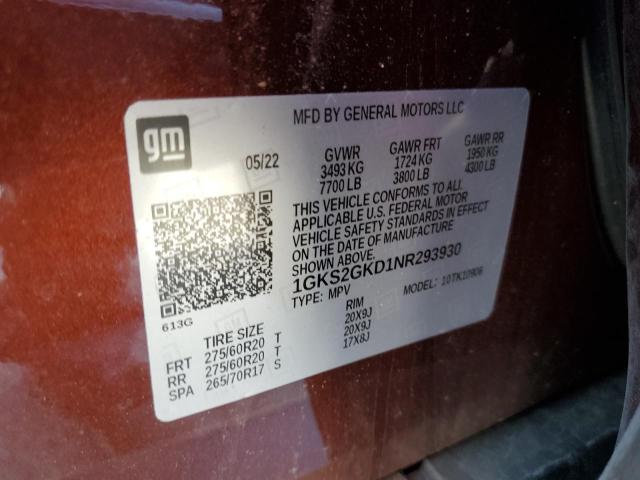 MFD BY GENERAL MOTORS LLC
gm
05/22
GVWR GAWR FRT GAWR RR
3493 KG 1724 KG 1950 KG
7700 LB 3800 LB 4300 LB
THIS VEHICLE CONFORMS TO ALL
APPLICABLE U.S. FEDERAL MOTOR
VEHICLE SAFETY STANDARDS IN EFFECT
ON THE DATE OF MANUFACTURE
SHOWN ABOVE.
1GKS2GKD1NR293930
TYPE: MPV MODEL: 10TK10906
613G
TIRE SIZE RIM
FRT 275/60R20 T 20X9J
RR 275/60R20 T 20X9J
SPA 265/70R17 S 17X8J